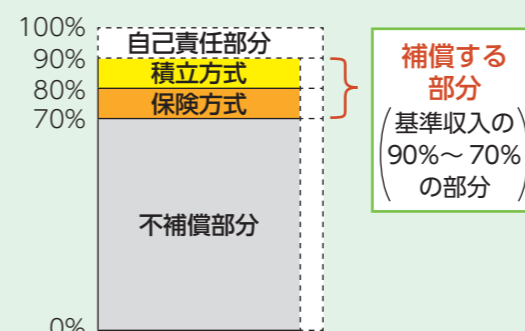 100%
90%
80%
70%
0%
自己責任部分
積立方式
保険方式
不補償部分
補償する
部分
(基準収入の
90%～70%
の部分)